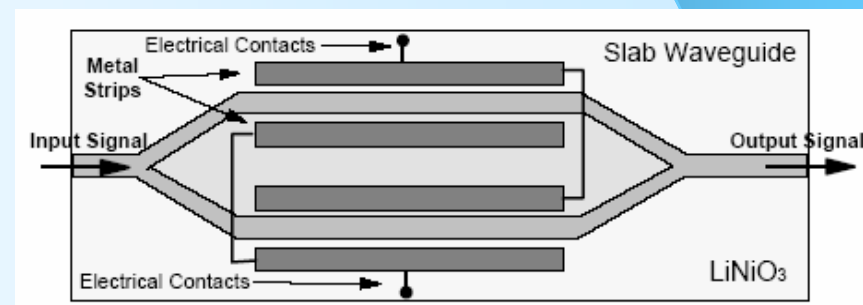 Electrical Contacts
Slab Waveguide
Metal
Strips
Input Signal
Output Signal
Electrical Contacts
LiNiO3